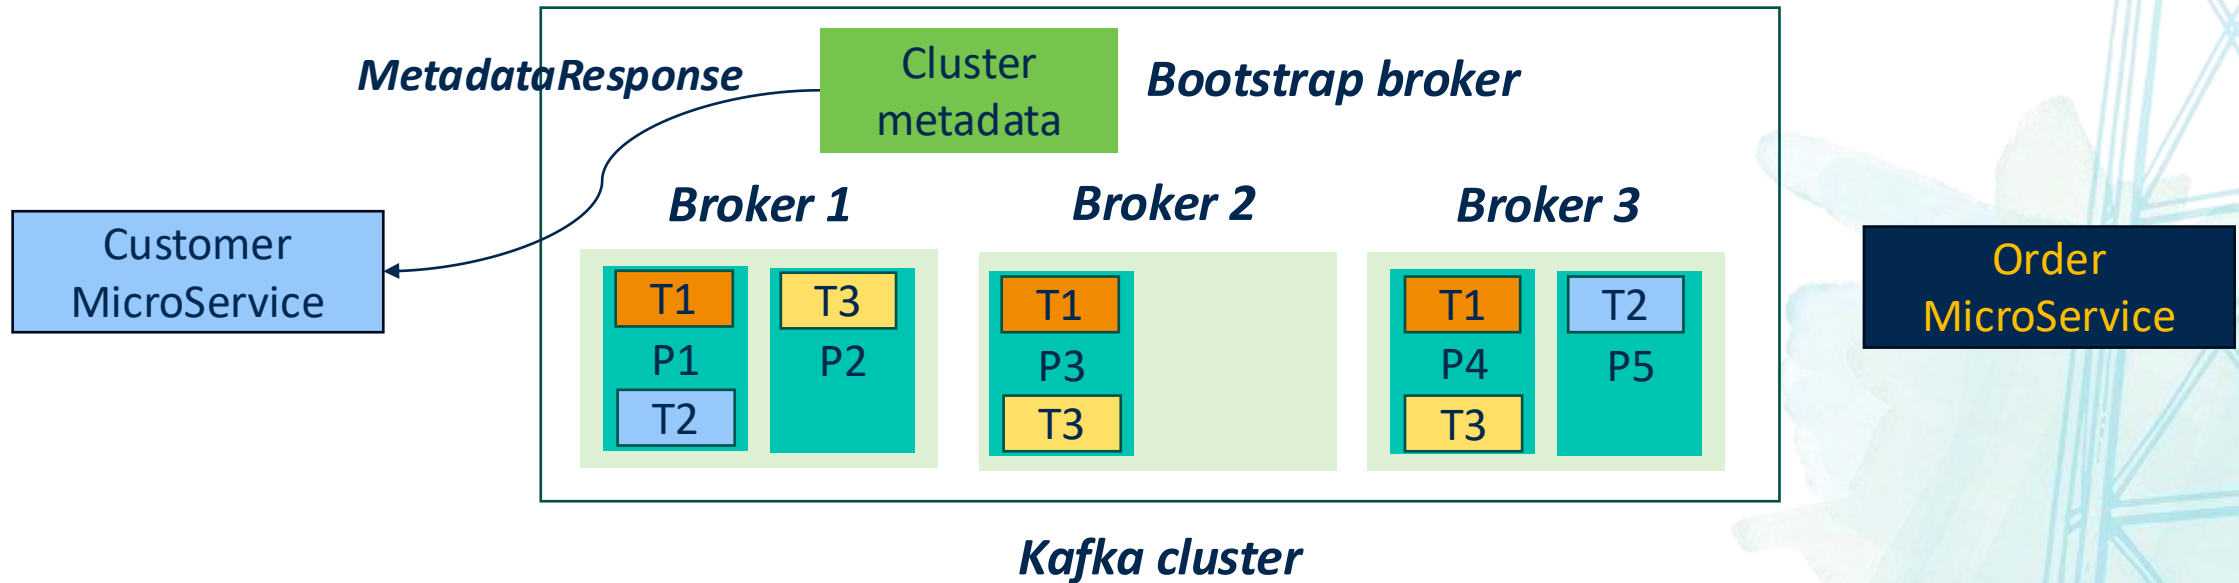 MetadataResponse
Cluster
metadata
Bootstrap broker
Customer
MicroService
Broker 1
Broker 2
Broker 3
T1
P1
T2
T3
P2
T1
P3
T3
T1
P4
T3
T2
P5
Order
MicroService
Kafka cluster